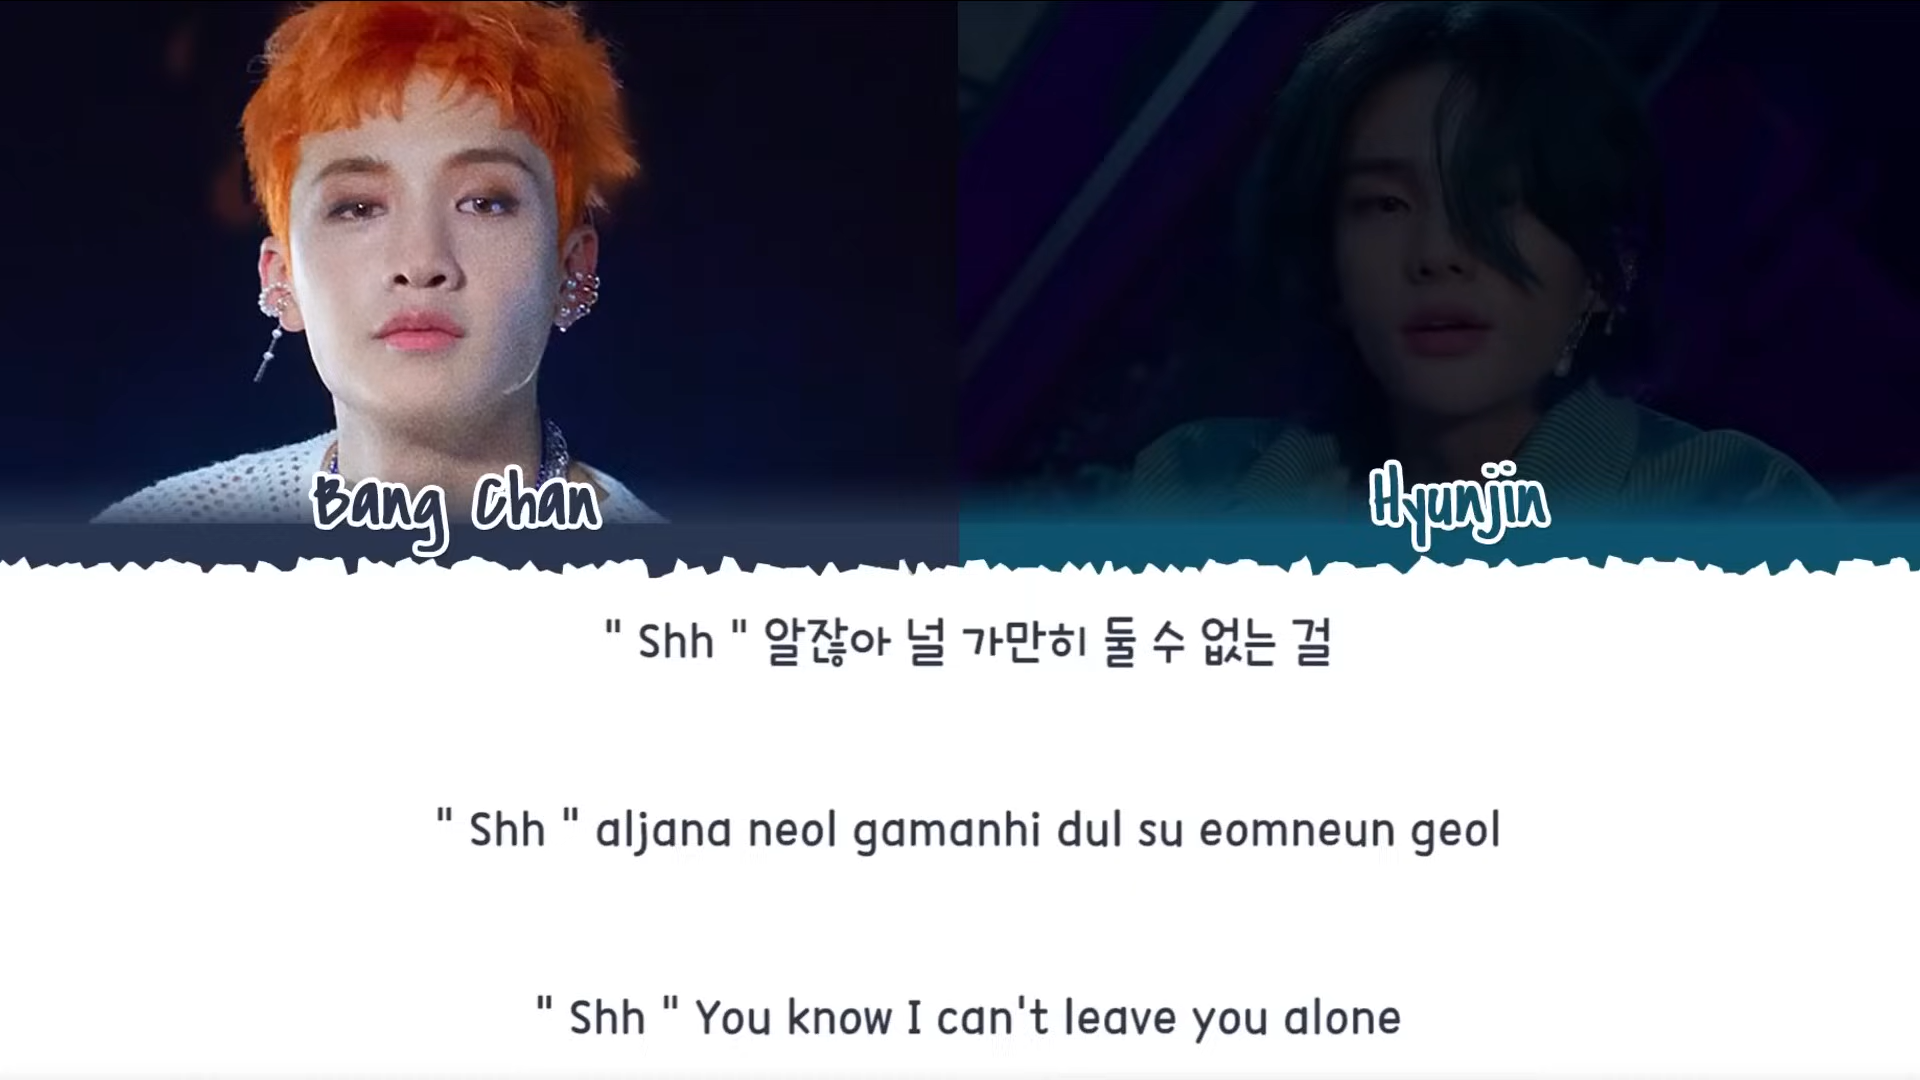 Bang Chan
Hyunjin
" Shh " 알잖아 널 가만히 둘 수 없는 걸
" Shh " aljana neol gamanhi dul su eomneun geol
" Shh " You know I can't leave you alone